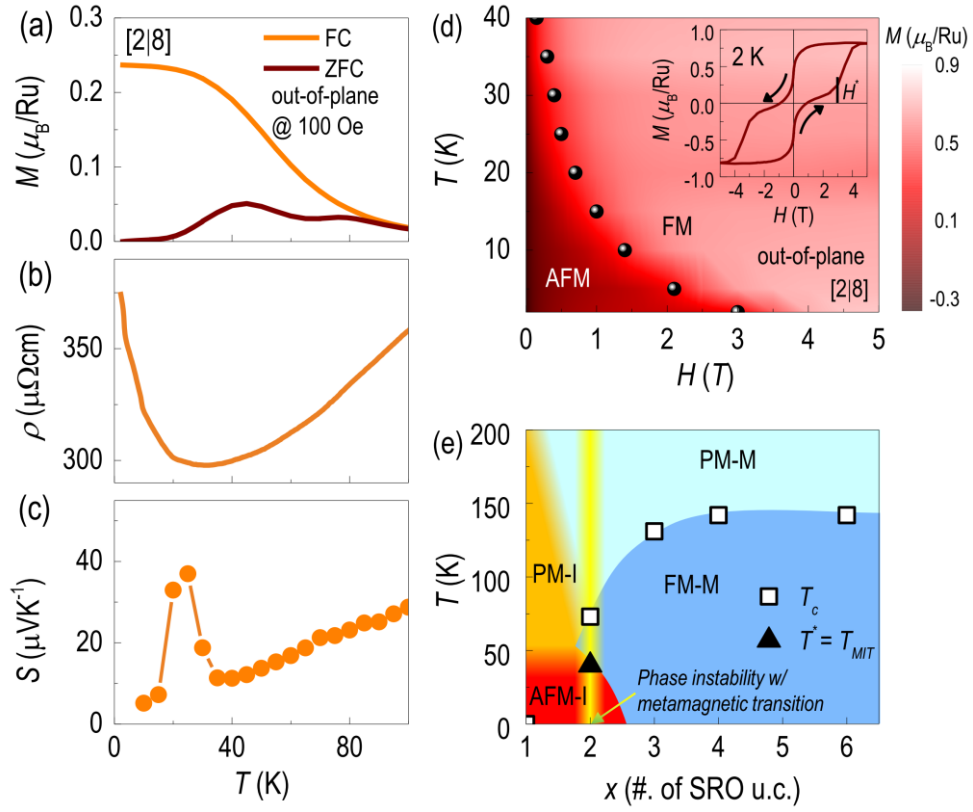 (a)
0.3
0.2
0.1
0.0
M (μB/Ru)
[2|8]
FC
ZFC
out-of-plane
@ 100 Oe
(b)
350
300
ρ (μΩcm)
(c)
40
20
0
S (μVK⁻¹)
0 40 80
T (K)
(d)
40
30
20
10
T (K)
AFM
FM
out-of-plane
[2|8]
0 1 2 3 4 5
H (T)
2 K
1.0
0.5
0.0
-0.5
-1.0
M (μB/Ru)
H*
-4 -2 0 2 4
H (T)
M (μB/Ru)
0.9
0.5
0.1
-0.3
(e)
200
150
100
50
0
T (K)
PM-M
PM-I
FM-M
AFM-I
Tc
T* = TMIT
Phase instability w/
metamagnetic transition
1 2 3 4 5 6
x (#. of SRO u.c.)